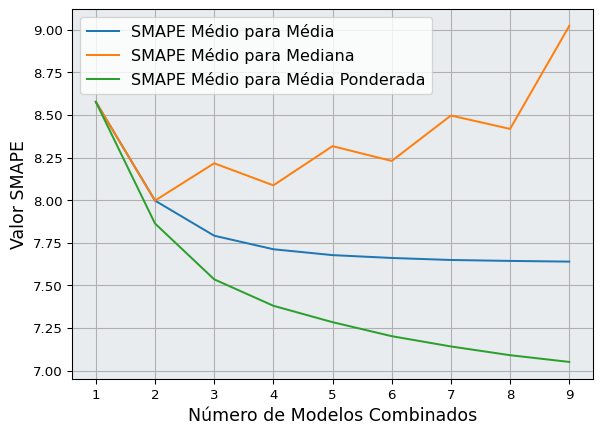 SMAPE Médio para Média
SMAPE Médio para Mediana
SMAPE Médio para Média Ponderada
Valor SMAPE
9.00
8.75
8.50
8.25
8.00
7.75
7.50
7.25
7.00
1 2 3 4 5 6 7 8 9
Número de Modelos Combinados